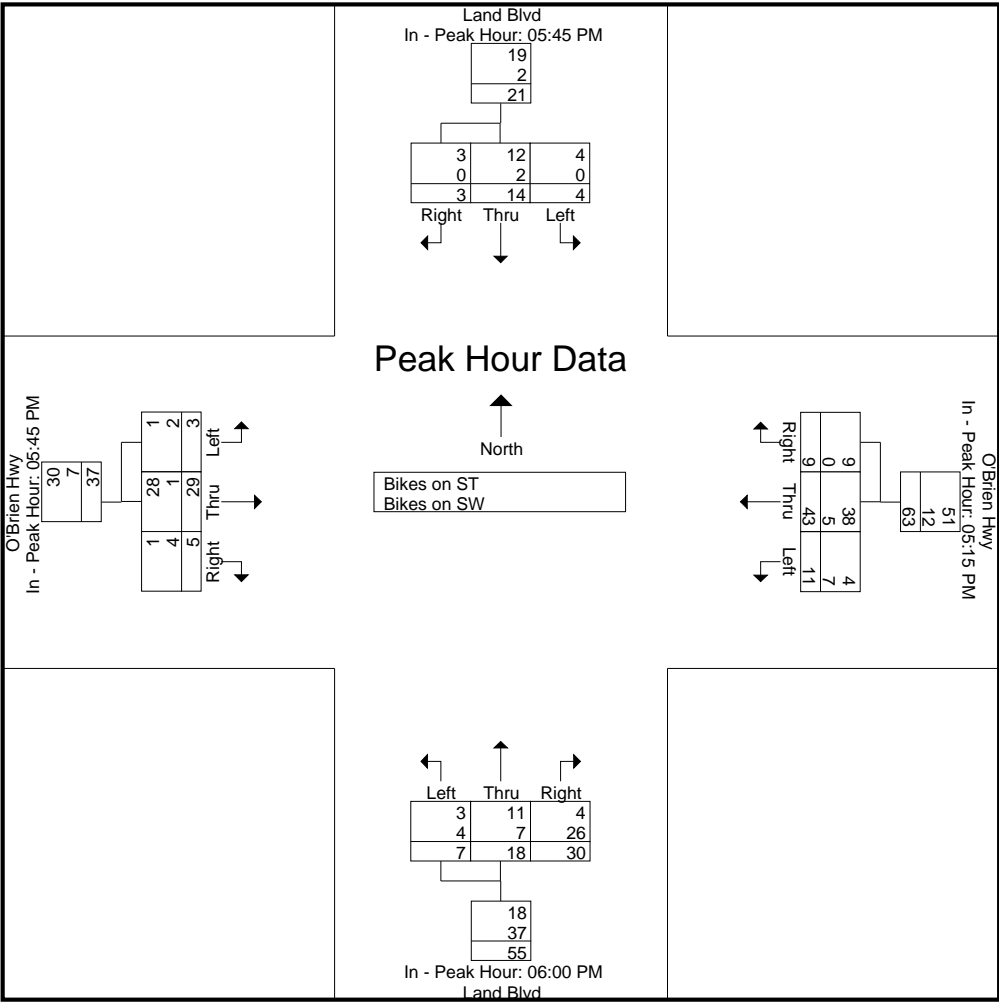 Land Blvd
In - Peak Hour: 05:45 PM
19
2
21
3 12 4
0 2 0
3 14 4
Right Thru Left
Peak Hour Data
North
Bikes on ST
Bikes on SW
O'Brien Hwy
In - Peak Hour: 05:45 PM
30 7 37
1 2 3
28 1 29
1 4 5
Left
Thru
Right
O'Brien Hwy
In - Peak Hour: 05:15 PM
51
12
63
9 38 4
0 5 7
9 43 11
Right Thru Left
Left Thru Right
3 11 4
4 7 26
7 18 30
18
37
55
In - Peak Hour: 06:00 PM
Land Blvd